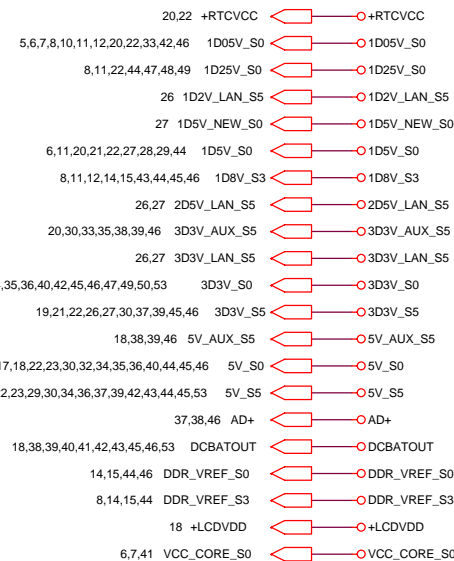 20,22 +RTCVCC +RTCVCC
5,6,7,8,10,11,12,20,22,33,42,46 1D05V_S0 1D05V_S0
8,11,22,44,47,48,49 1D25V_S0 1D25V_S0
26 1D2V_LAN_S5 1D2V_LAN_S5
27 1D5V_NEW_S0 1D5V_NEW_S0
6,11,20,21,22,27,28,29,44 1D5V_S0 1D5V_S0
8,11,12,14,15,43,44,45,46 1D8V_S3 1D8V_S3
26,27 2D5V_LAN_S5 2D5V_LAN_S5
20,30,33,35,38,39,46 3D3V_AUX_S5 3D3V_AUX_S5
26,27 3D3V_LAN_S5 3D3V_LAN_S5
,35,36,40,42,45,46,47,49,50,53 3D3V_S0 3D3V_S0
19,21,22,26,27,30,37,39,45,46 3D3V_S5 3D3V_S5
18,38,39,46 5V_AUX_S5 5V_AUX_S5
17,18,22,23,30,32,34,35,36,40,44,45,46 5V_S0 5V_S0
2,23,29,30,34,36,37,39,42,43,44,45,53 5V_S5 5V_S5
37,38,46 AD+ AD+
18,38,39,40,41,42,43,45,46,53 DCBATOUT DCBATOUT
14,15,44,46 DDR_VREF_S0 DDR_VREF_S0
8,14,15,44 DDR_VREF_S3 DDR_VREF_S3
18 +LCDVDD +LCDVDD
6,7,41 VCC_CORE_S0 VCC_CORE_S0